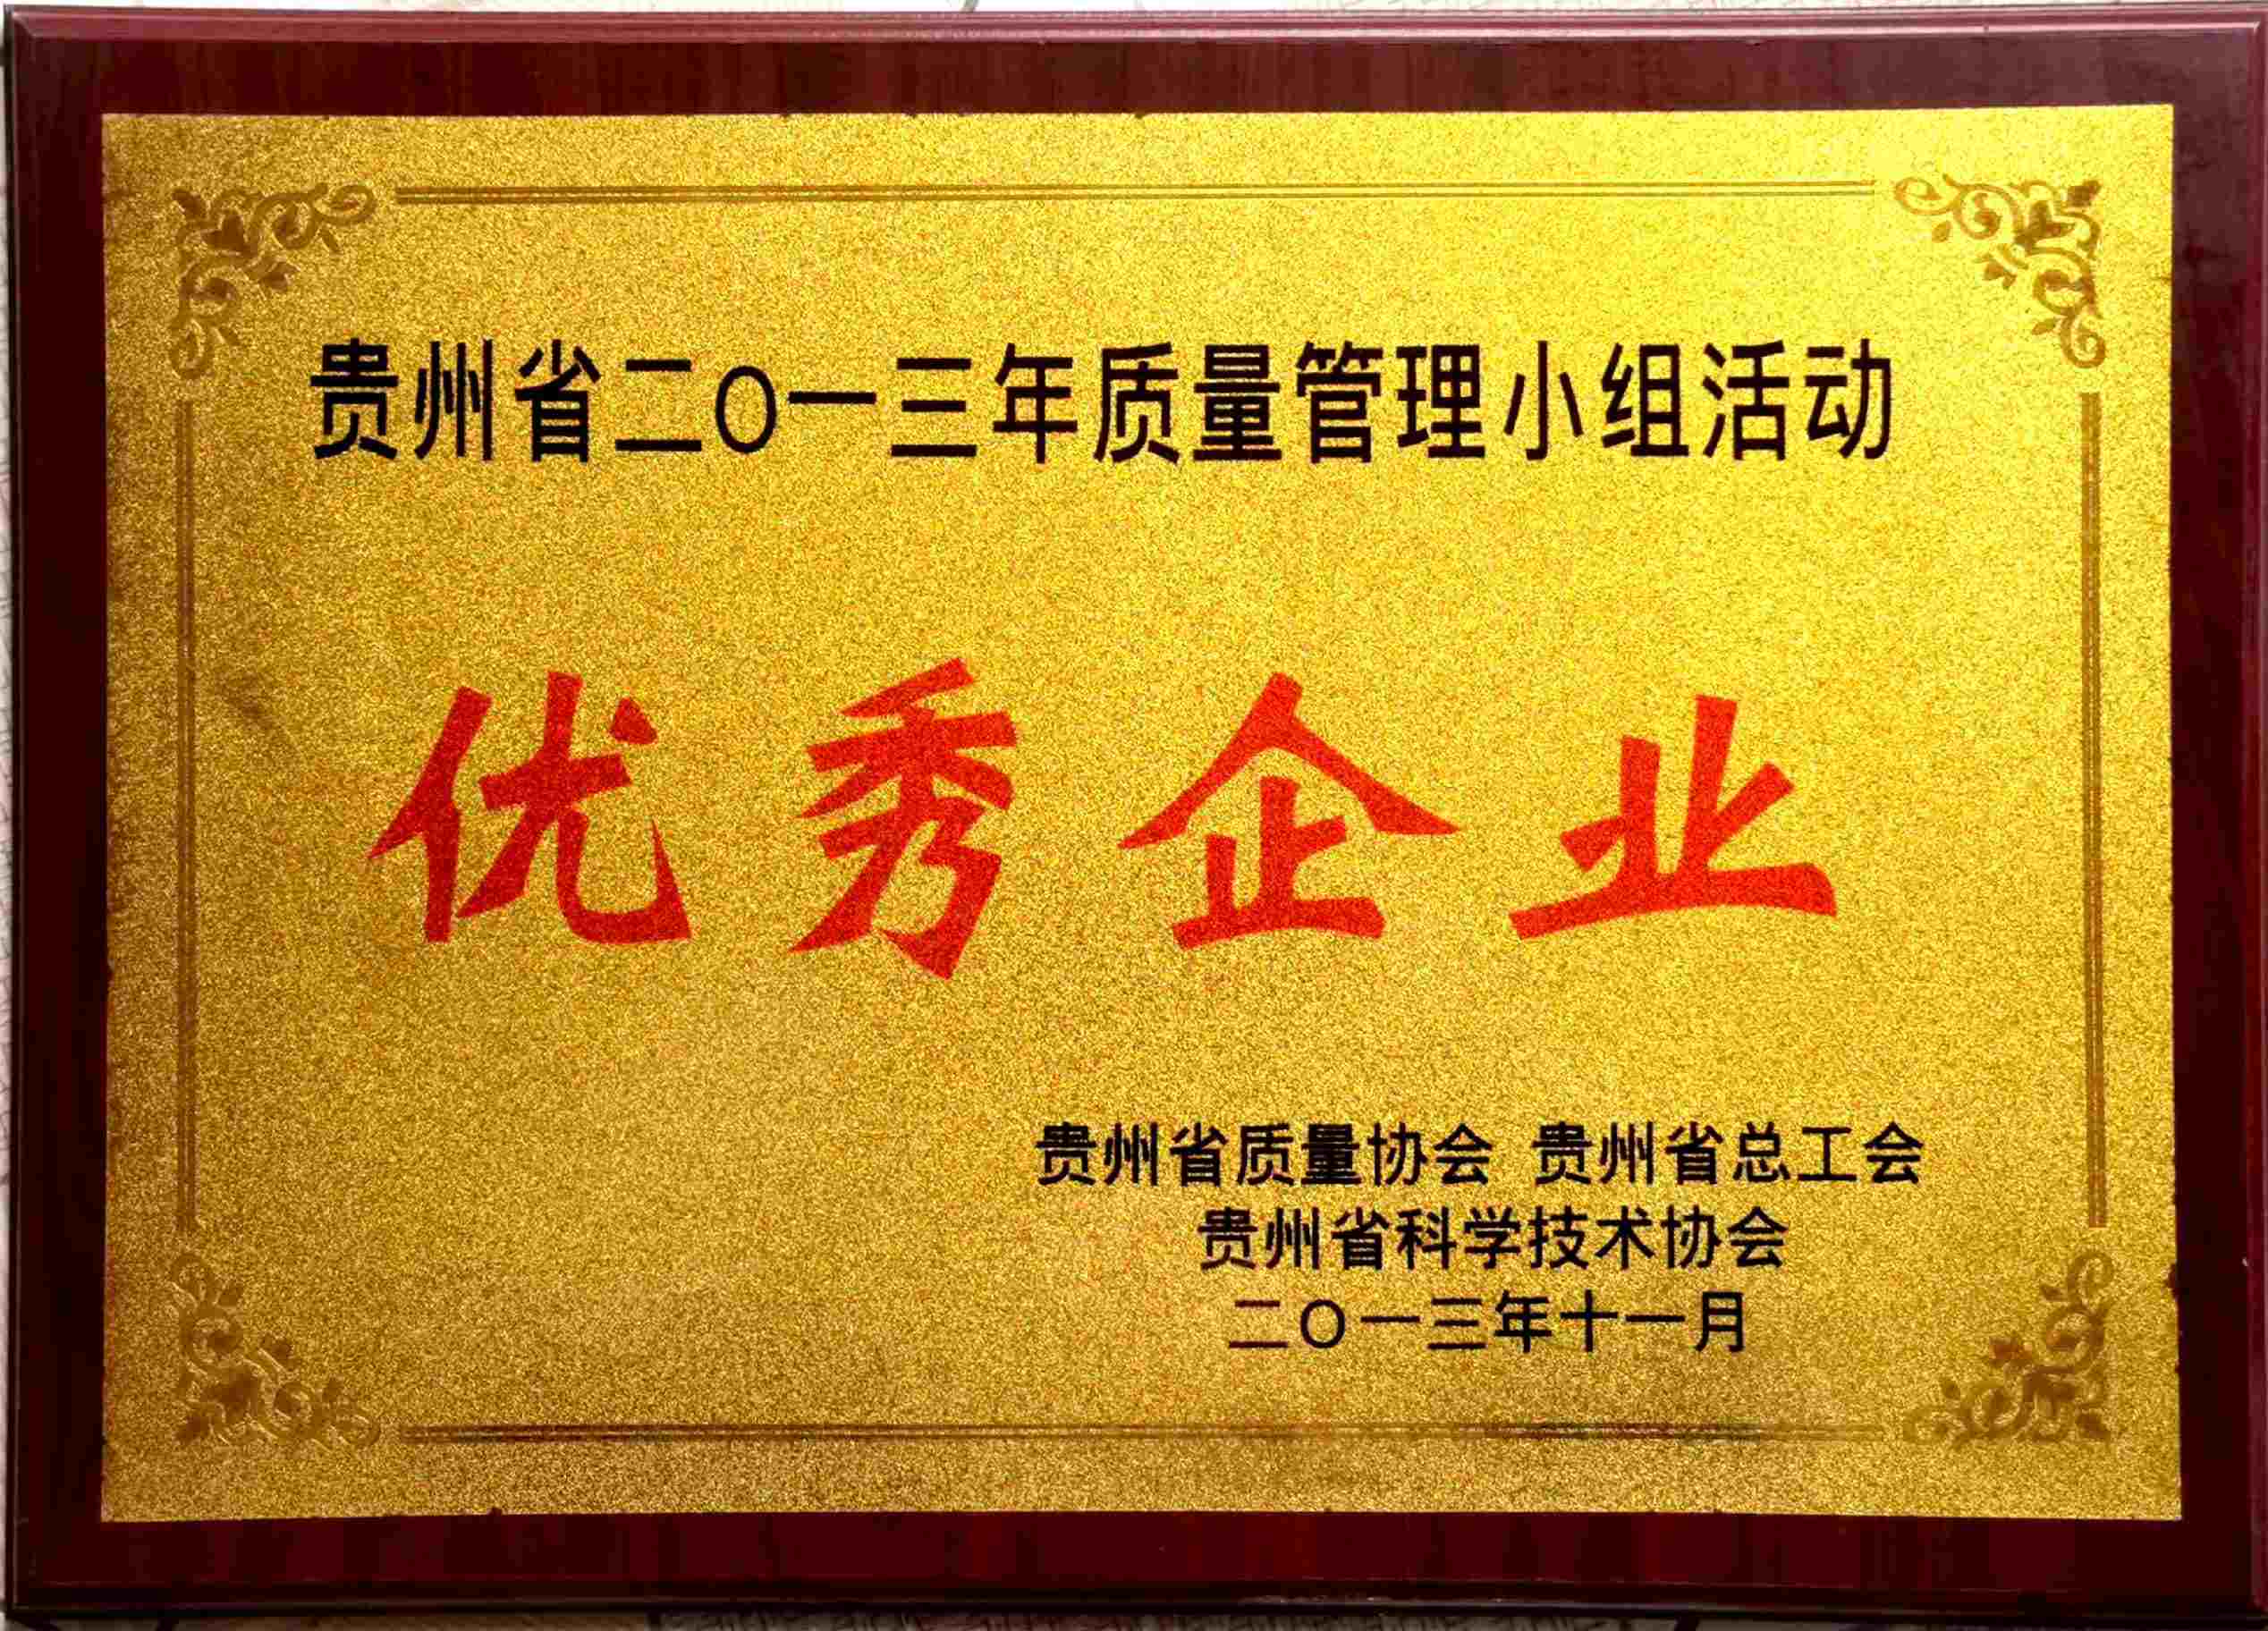 贵州省二〇一三年质量管理小组活动
优秀企业
贵州省质量协会 贵州省总工会
贵州省科学技术协会
二〇一三年十一月